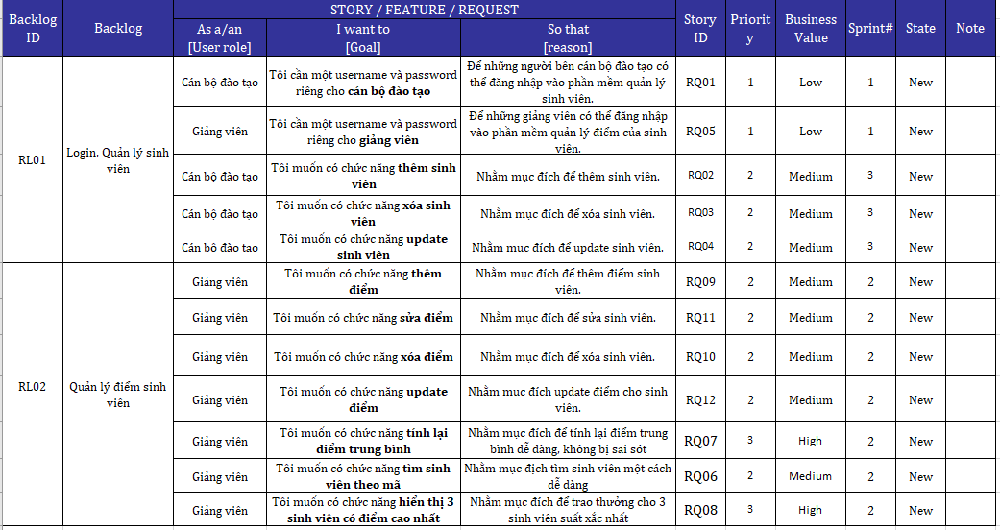 Backlog
ID
Backlog
STORY / FEATURE / REQUEST
As a/an
[User role]
I want to
[Goal]
So that
[reason]
Story
ID
Priorit
y
Business
Value
Sprint#
State
Note
RL01
Login, Quản lý sinh
viên
Cán bộ đào tạo
Tôi cần một username và password
riêng cho cán bộ đào tạo
Để những người bên cán bộ đào tạo có
thể đăng nhập vào phần mềm quản lý
sinh viên.
RQ01
1
Low
1
New
Giảng viên
Tôi cần một username và password
riêng cho giảng viên
Để những giảng viên có thể đăng nhập
vào phần mềm quản lý điểm của sinh
viên.
RQ05
1
Low
1
New
Cán bộ đào tạo
Tôi muốn có chức năng thêm sinh
viên
Nhằm mục đích để thêm sinh viên.
RQ02
2
Medium
3
New
Cán bộ đào tạo
Tôi muốn có chức năng xóa sinh
viên
Nhằm mục đích để xóa sinh viên.
RQ03
2
Medium
3
New
Cán bộ đào tạo
Tôi muốn có chức năng update
sinh viên
Nhằm mục đích để update sinh viên.
RQ04
2
Medium
3
New
RL02
Quản lý điểm sinh
viên
Giảng viên
Tôi muốn có chức năng thêm
điểm
Nhằm mục đích để thêm điểm sinh
viên.
RQ09
2
Medium
2
New
Giảng viên
Tôi muốn có chức năng sửa điểm
Nhằm mục đích để sửa sinh viên.
RQ11
2
Medium
2
New
Giảng viên
Tôi muốn có chức năng xóa điểm
Nhằm mục đích để xóa sinh viên.
RQ10
2
Medium
2
New
Giảng viên
Tôi muốn có chức năng update
điểm
Nhằm mục đích update điểm cho sinh
viên.
RQ12
2
Medium
2
New
Giảng viên
Tôi muốn có chức năng tính lại
điểm trung bình
Nhằm mục đích để tính lại điểm trung
bình dễ dàng, không bị sai sót
RQ07
3
High
2
New
Giảng viên
Tôi muốn có chức năng tìm sinh
viên theo mã
Nhằm mục địch tìm sinh viên một cách
dễ dàng
RQ06
2
Medium
2
New
Giảng viên
Tôi muốn có chức năng hiển thị 3
sinh viên có điểm cao nhất
Nhằm mục đích để trao thưởng cho 3
sinh viên suất xắc nhất
RQ08
3
High
2
New